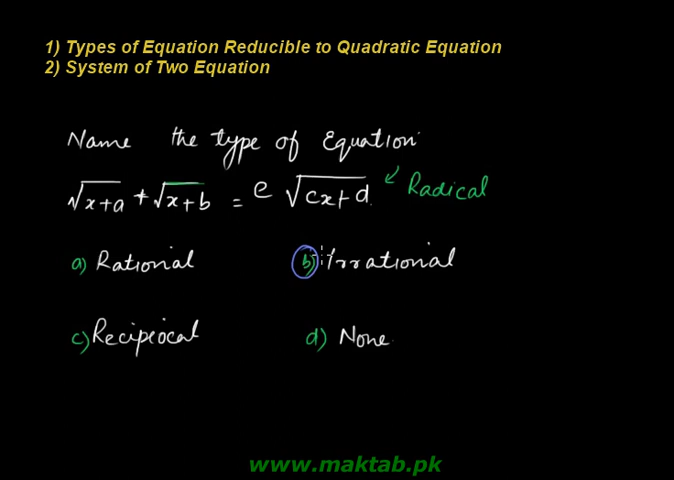 1) Types of Equation Reducible to Quadratic Equation
2) System of Two Equation
Name the type of Equation
√x+a + √x+b = e √cx+d ↙ Radical
a) Rational b) irrational
c) Reciprocal d) None
www.maktab.pk